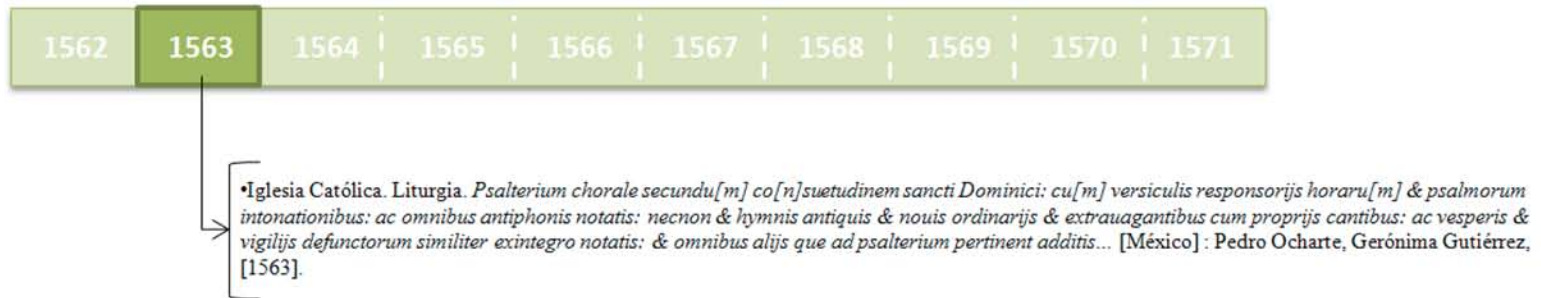 1562 1563 1564 1565 1566 1567 1568 1569 1570 1571
•Iglesia Católica. Liturgia. Psalterium chorale secundu[m] co[n]suetudinem sancti Dominici: cu[m] versiculis responsorijs horaru[m] & psalmorum
intonationibus: ac omnibus antiphonis notatis: necnon & hymnis antiquis & nouis ordinarijs & extrauagantibus cum proprijs cantibus: ac vesperis &
vigilijs defunctorum similiter exintegro notatis: & omnibus alijs que ad psalterium pertinent additis... [México] : Pedro Ocharte, Gerónima Gutiérrez,
[1563].